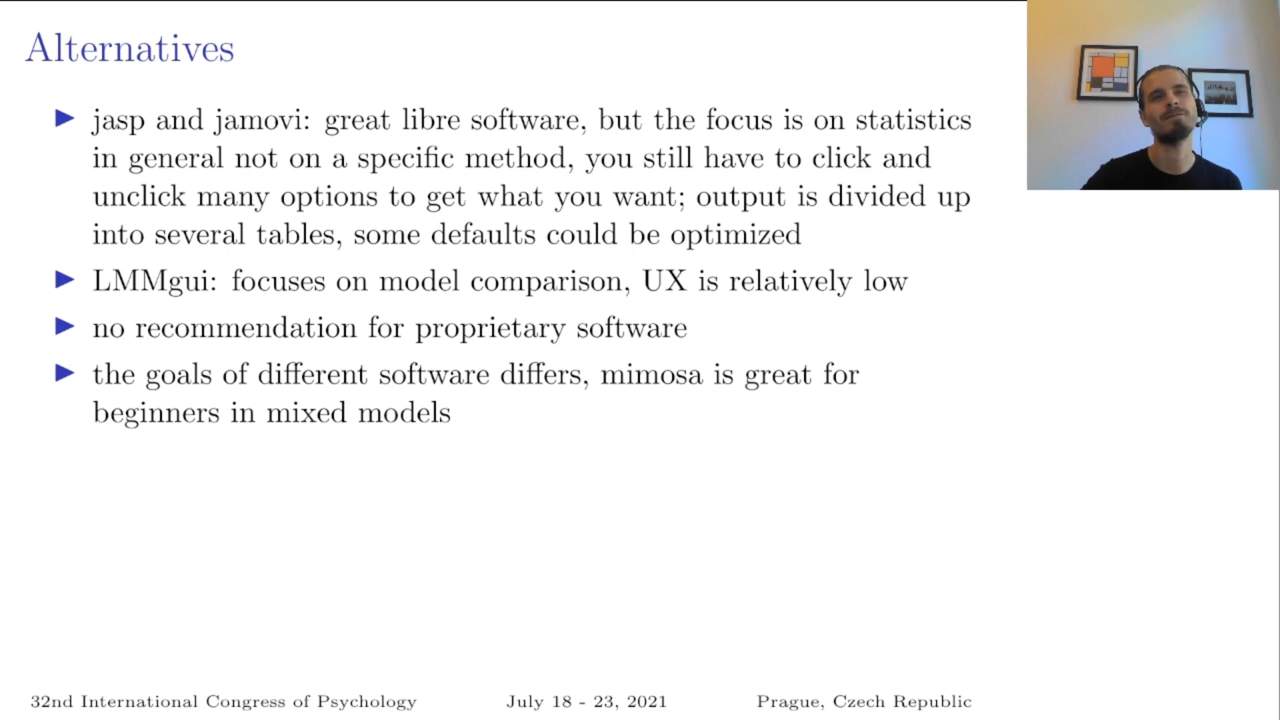 Alternatives
jasp and jamovi: great libre software, but the focus is on statistics
in general not on a specific method, you still have to click and
unclick many options to get what you want; output is divided up
into several tables, some defaults could be optimized
LMMgui: focuses on model comparison, UX is relatively low
no recommendation for proprietary software
the goals of different software differs, mimosa is great for
beginners in mixed models
32nd International Congress of Psychology July 18 - 23, 2021 Prague, Czech Republic